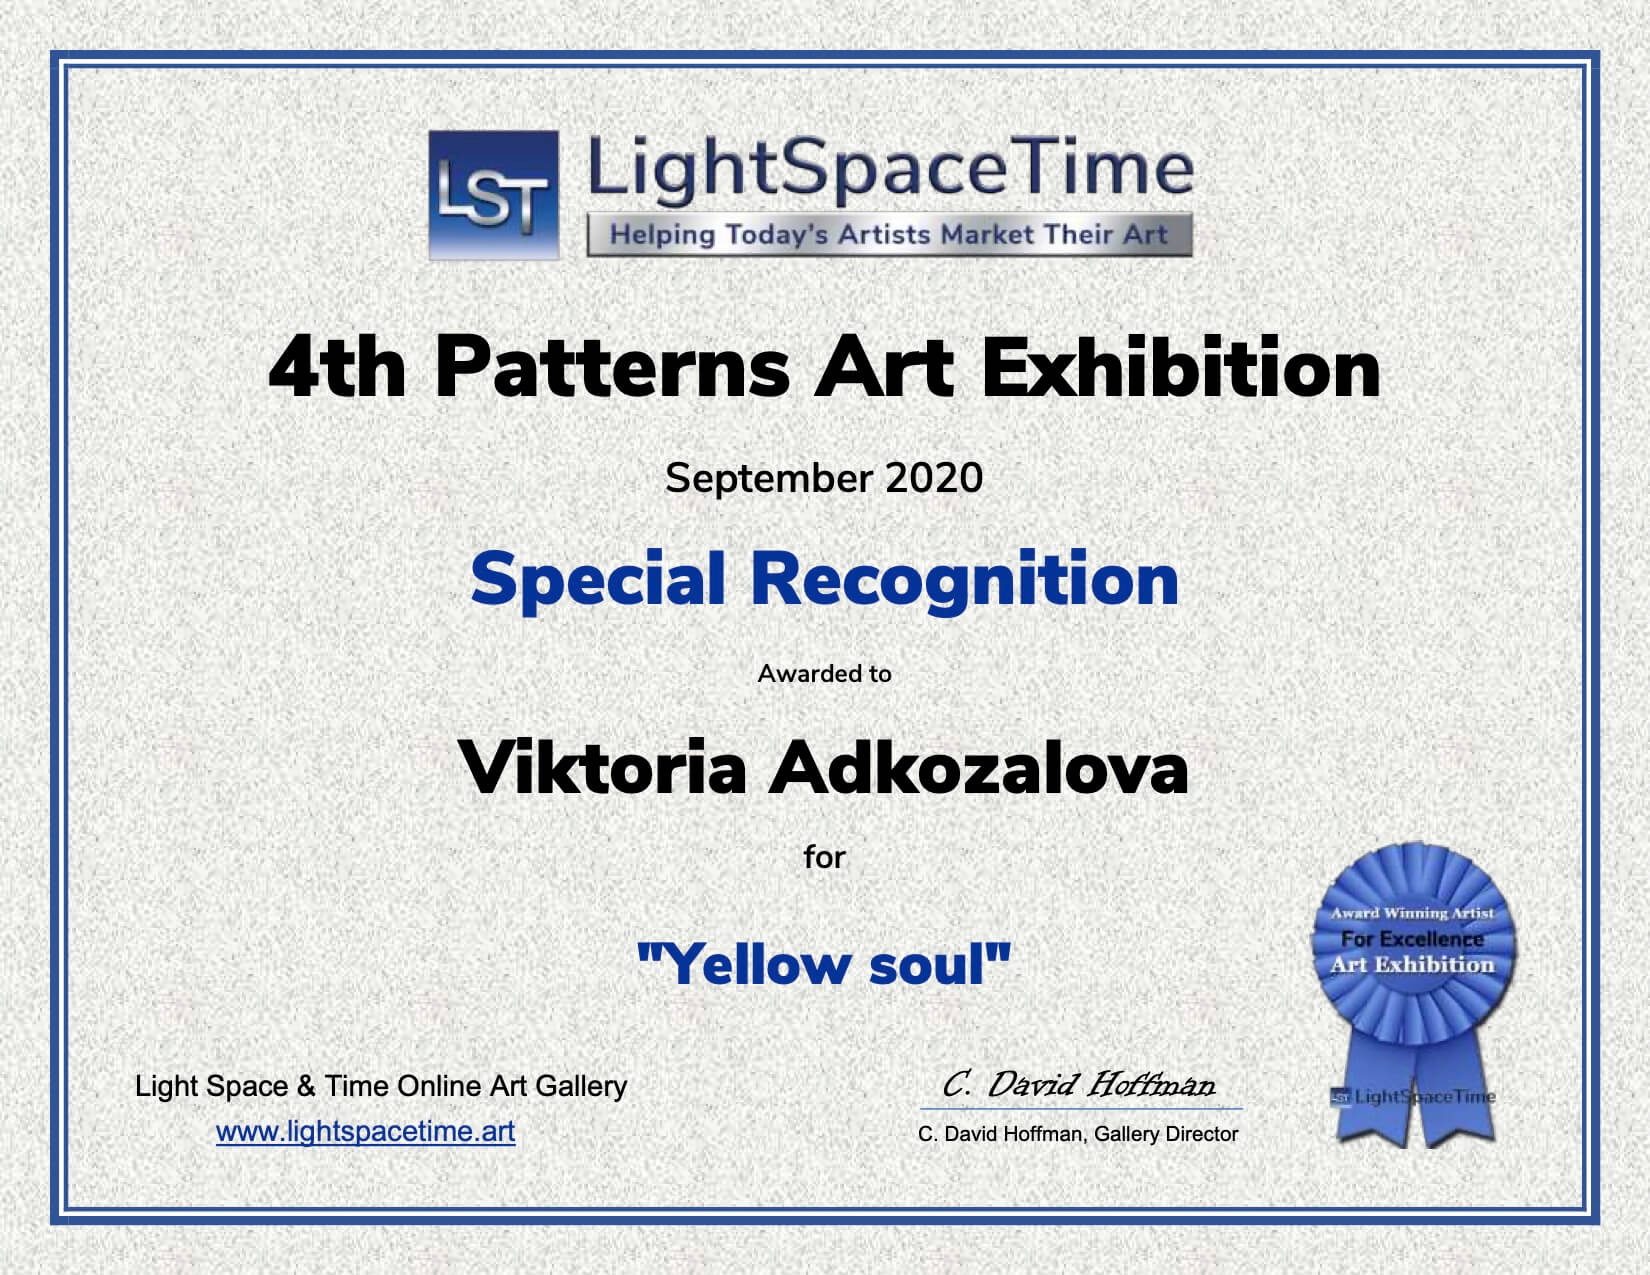 LST
LightSpaceTime
Helping Today's Artists Market Their Art
4th Patterns Art Exhibition
September 2020
Special Recognition
Awarded to
Viktoria Adkozalova
for
"Yellow soul"
Award Winning Artist
For Excellence
Art Exhibition
LST LightSpaceTime
Light Space & Time Online Art Gallery
www.lightspacetime.art
C. David Hoffman
C. David Hoffman, Gallery Director